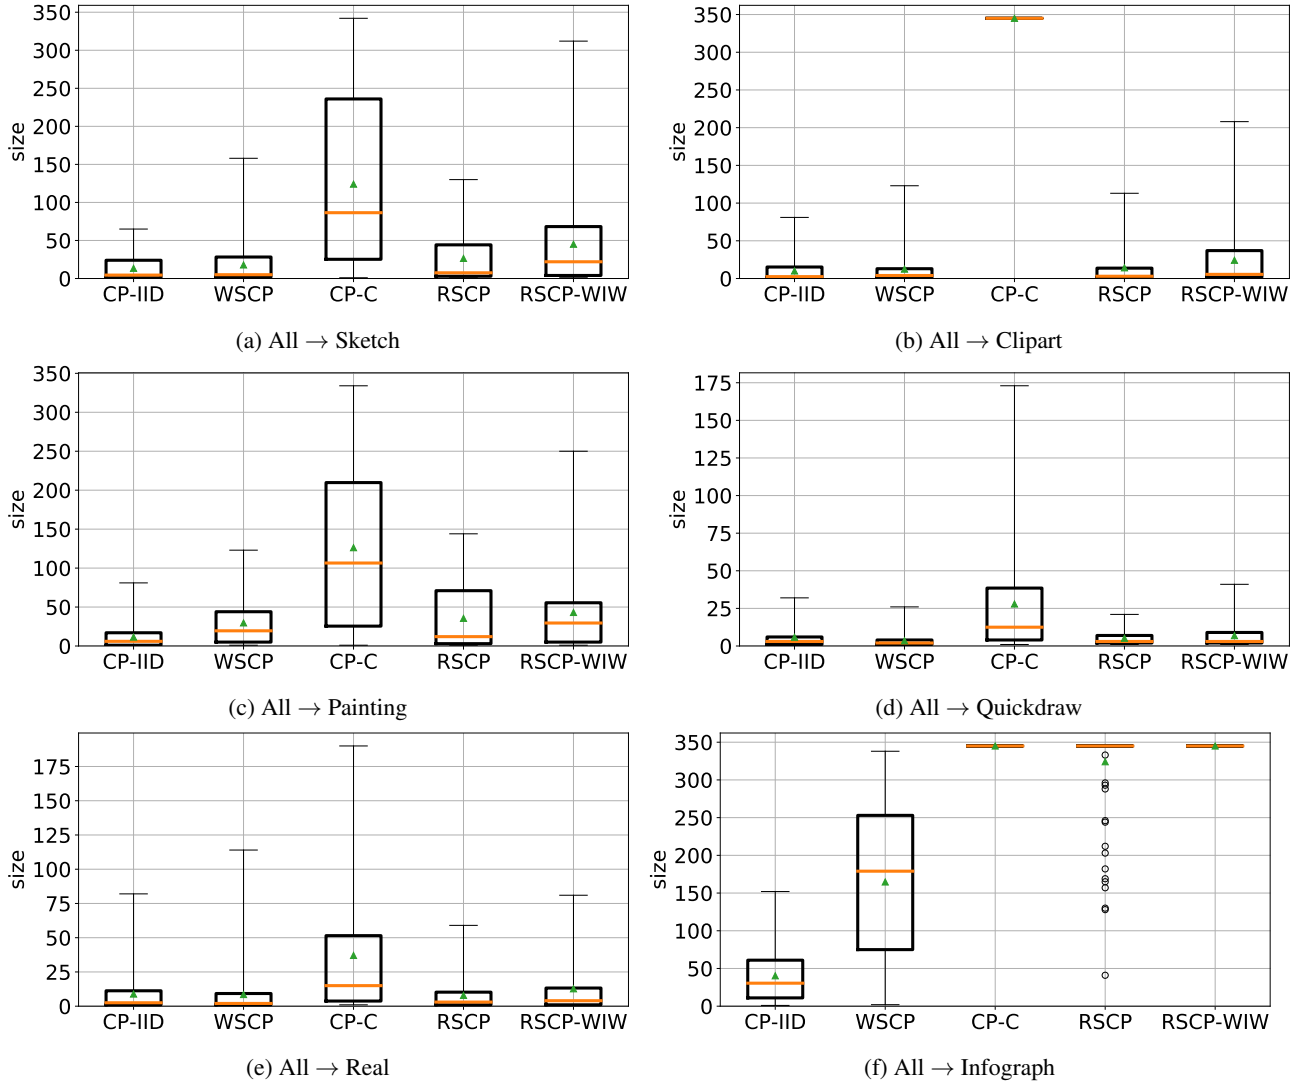 350
300
250
200
150
100
50
0
size
CP-IID WSCP CP-C RSCP RSCP-WIW
(a) All → Sketch
350
300
250
200
150
100
50
0
size
CP-IID WSCP CP-C RSCP RSCP-WIW
(b) All → Clipart
350
300
250
200
150
100
50
0
size
CP-IID WSCP CP-C RSCP RSCP-WIW
(c) All → Painting
175
150
125
100
75
50
25
0
size
CP-IID WSCP CP-C RSCP RSCP-WIW
(d) All → Quickdraw
175
150
125
100
75
50
25
0
size
CP-IID WSCP CP-C RSCP RSCP-WIW
(e) All → Real
350
300
250
200
150
100
50
0
size
CP-IID WSCP CP-C RSCP RSCP-WIW
(f) All → Infograph